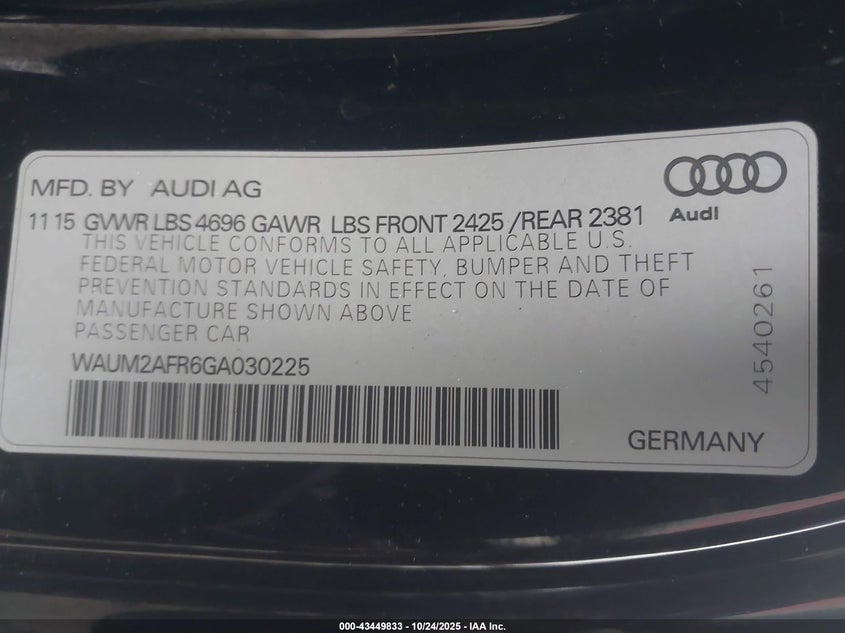 MFD. BY AUDI AG
Audi
11 15 GVWR LBS 4696 GAWR LBS FRONT 2425 /REAR 2381
THIS VEHICLE CONFORMS TO ALL APPLICABLE U.S.
FEDERAL MOTOR VEHICLE SAFETY, BUMPER AND THEFT
PREVENTION STANDARDS IN EFFECT ON THE DATE OF
MANUFACTURE SHOWN ABOVE
PASSENGER CAR
WAUM2AFR6GA030225
4540261
GERMANY
000-43449833 - 10/24/2025 - IAA Inc.